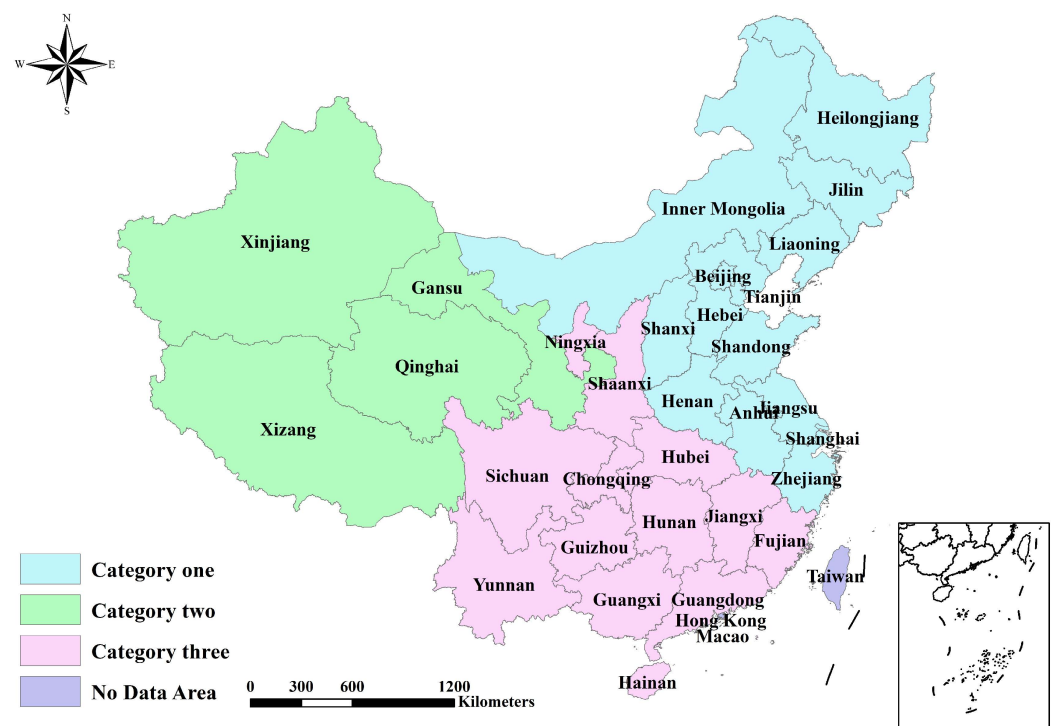 N
W E
S
Heilongjiang
Jilin
Inner Mongolia
Liaoning
Xinjiang
Beijing
Gansu
Tianjin
Hebei
Shanxi
Ningxia
Shandong
Qinghai
Shaanxi
Henan
Anhui
Jiangsu
Xizang
Shanghai
Hubei
Sichuan
Chongqing
Zhejiang
Hunan
Jiangxi
Guizhou
Fujian
Yunnan
Taiwan
Guangxi
Guangdong
Hong Kong
Macao
Hainan
Category one
Category two
Category three
No Data Area
0 300 600 1200
Kilometers